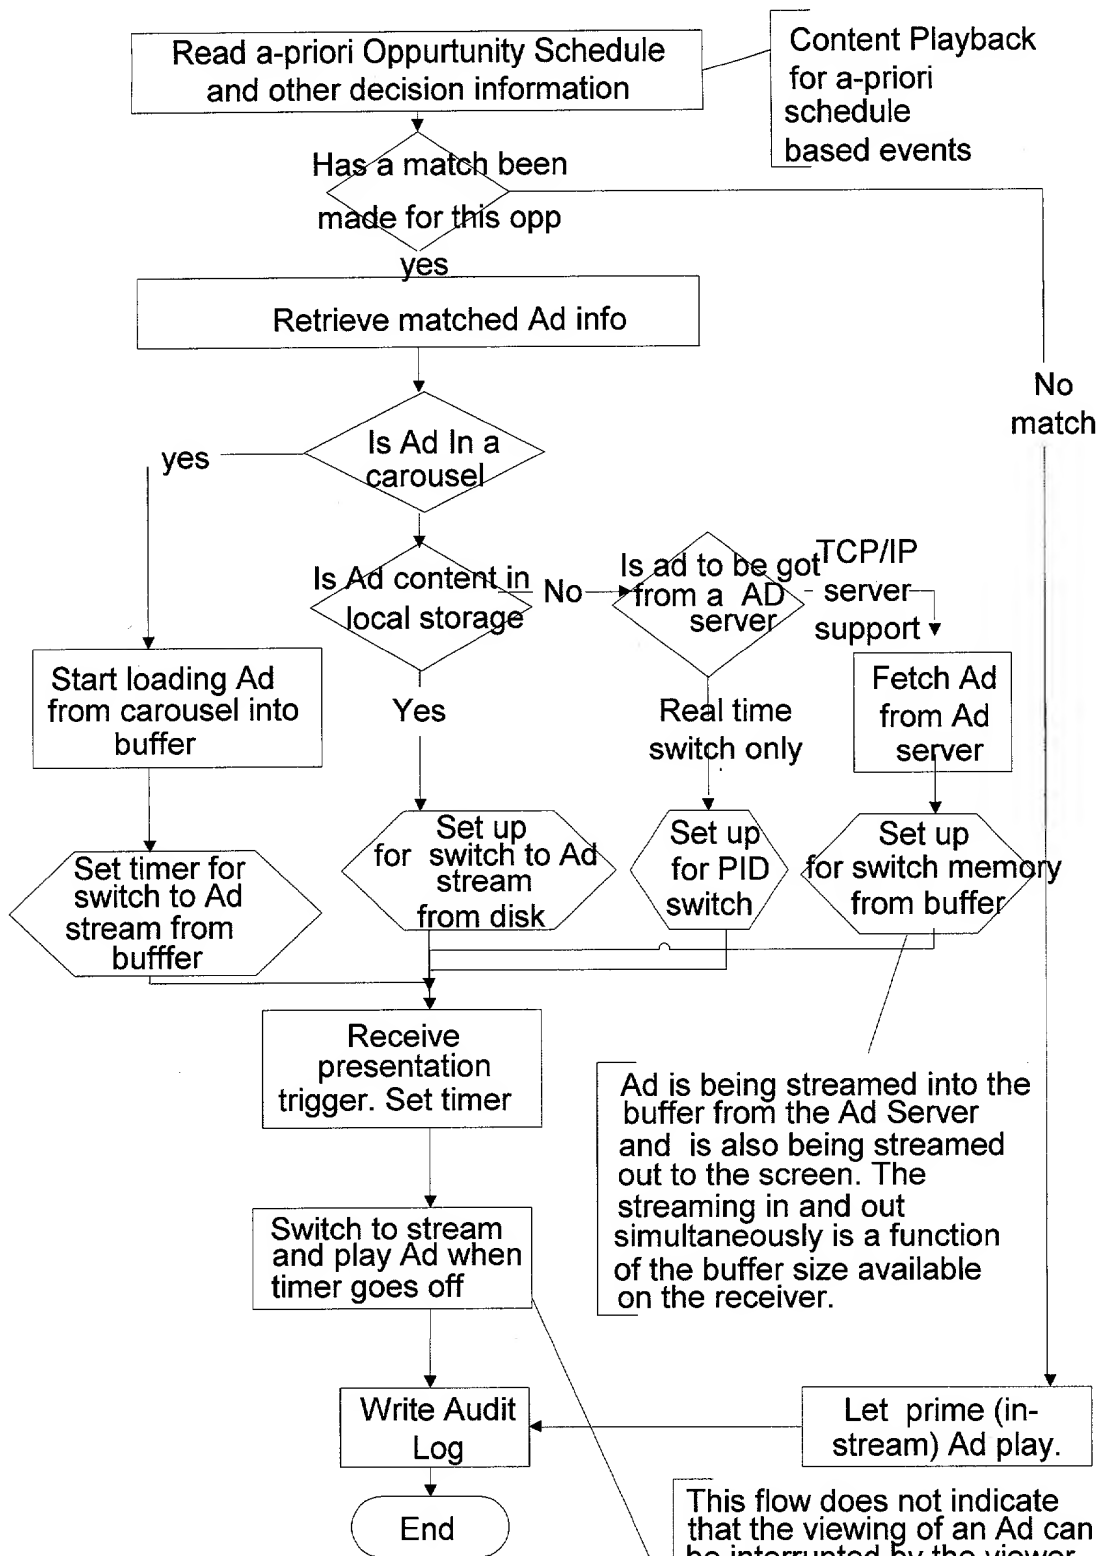 Read a-priori Oppurtunity Schedule
and other decision information
Content Playback
for a-priori
schedule
based events
Has a match been
made for this opp
yes
Retrieve matched Ad info
No
match
Is Ad In a
carousel
yes
Is Ad content in
local storage
No
Is ad to be got
from a AD
server
TCP/IP
server
support
Start loading Ad
from carousel into
buffer
Yes
Real time
switch only
Fetch Ad
from Ad
server
Set timer for
switch to Ad
stream from
bufffer
Set up
for switch to Ad
stream
from disk
Set up
for PID
switch
Set up
for switch memory
from buffer
Receive
presentation
trigger. Set timer
Ad is being streamed into the
buffer from the Ad Server
and is also being streamed
out to the screen. The
streaming in and out
simultaneously is a function
of the buffer size available
on the receiver.
Switch to stream
and play Ad when
timer goes off
Write Audit
Log
Let prime (in-
stream) Ad play.
End
This flow does not indicate
that the viewing of an Ad can
be interrupted by the viewer